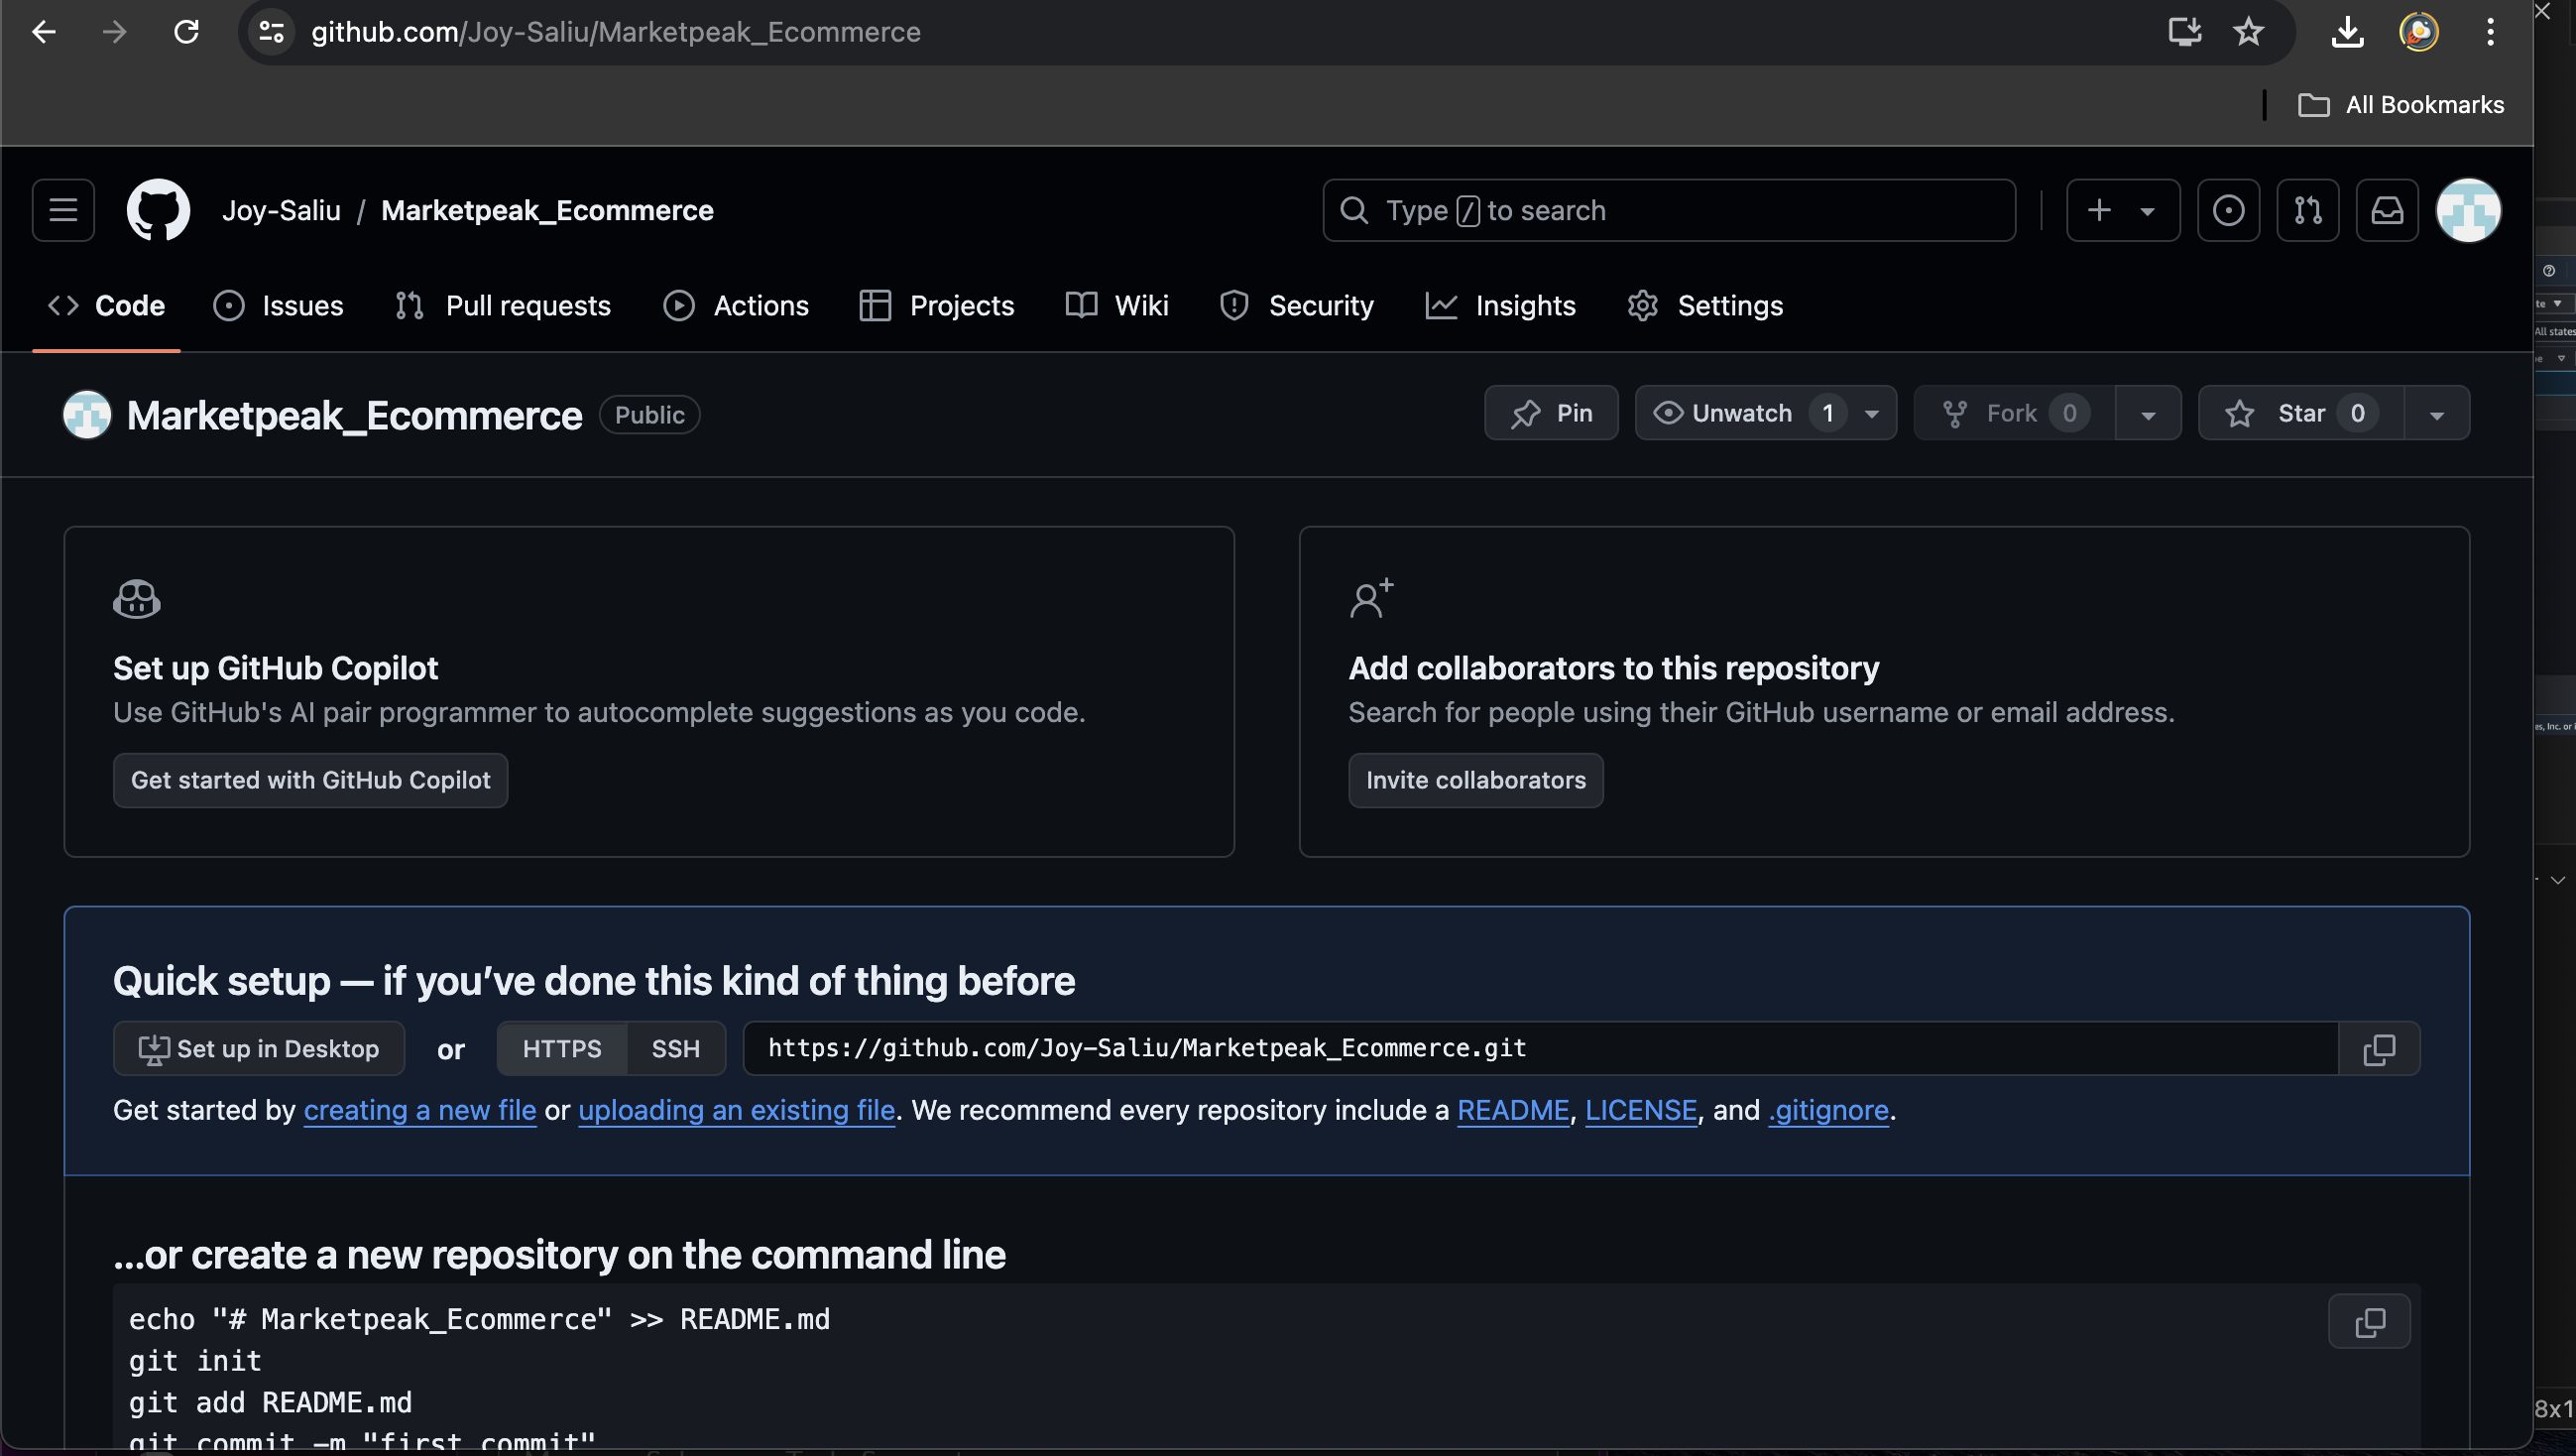 github.com/Joy-Saliu/Marketpeak_Ecommerce
All Bookmarks
Joy-Saliu / Marketpeak_Ecommerce
Type / to search
Code Issues Pull requests Actions Projects Wiki Security Insights Settings
Marketpeak_Ecommerce Public
Pin Unwatch 1 Fork 0 Star 0
All states
Set up GitHub Copilot
Use GitHub's AI pair programmer to autocomplete suggestions as you code.
Get started with GitHub Copilot
Add collaborators to this repository
Search for people using their GitHub username or email address.
Invite collaborators
es, Inc. or
Quick setup — if you’ve done this kind of thing before
Set up in Desktop or HTTPS SSH https://github.com/Joy-Saliu/Marketpeak_Ecommerce.git
Get started by creating a new file or uploading an existing file. We recommend every repository include a README, LICENSE, and .gitignore.
...or create a new repository on the command line
echo "# Marketpeak_Ecommerce" >> README.md
git init
git add README.md
git commit -m "first commit"
8x1